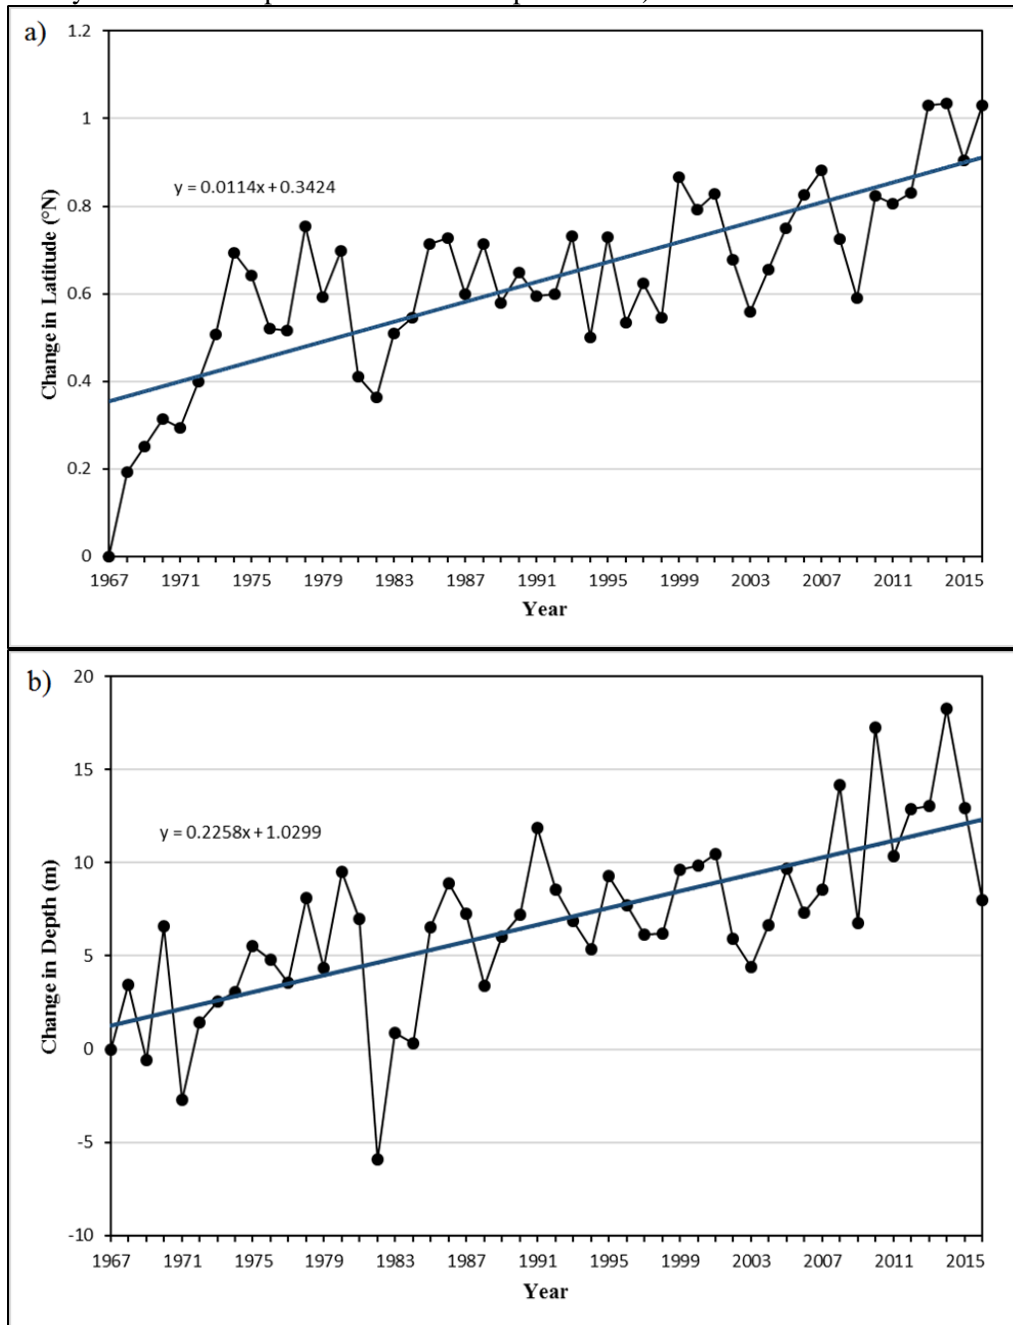 a)
1.2
1
0.8
0.6
0.4
0.2
0
Change in Latitude (°N)
y = 0.0114x + 0.3424
1967 1971 1975 1979 1983 1987 1991 1995 1999 2003 2007 2011 2015
Year
b)
20
15
10
5
0
-5
-10
Change in Depth (m)
y = 0.2258x + 1.0299
1967 1971 1975 1979 1983 1987 1991 1995 1999 2003 2007 2011 2015
Year